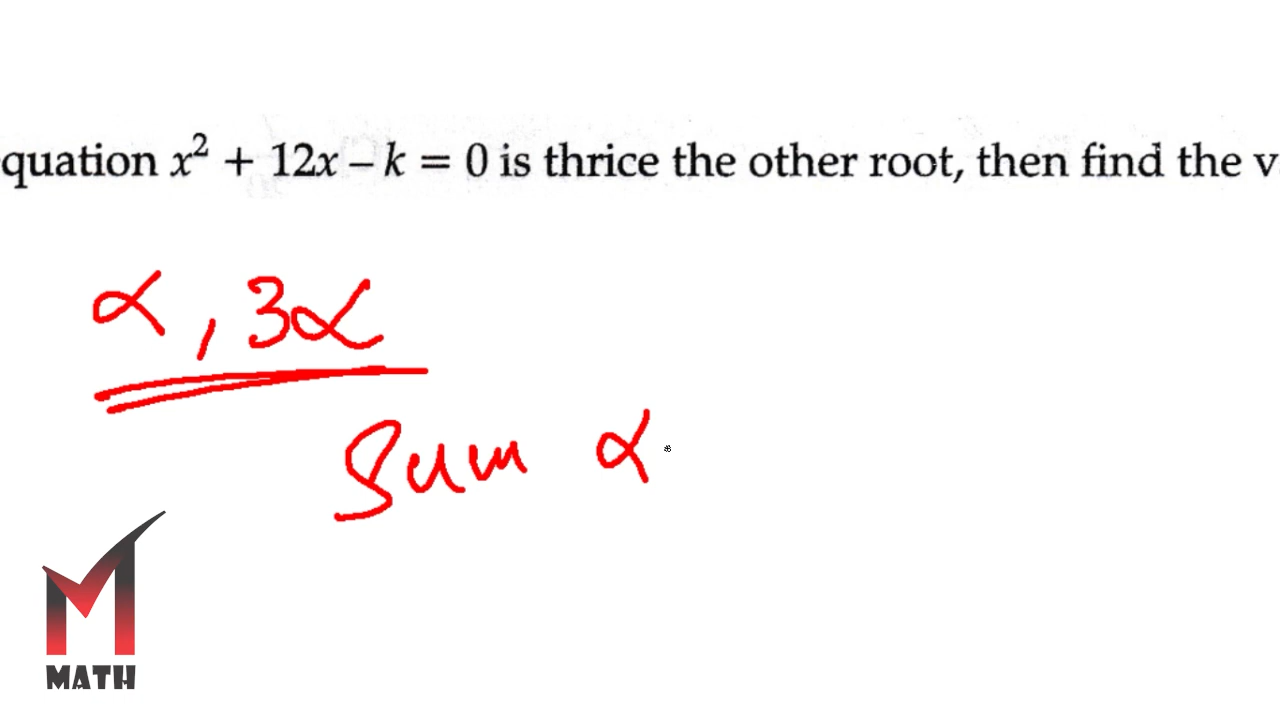 quation x² + 12x – k = 0 is thrice the other root, then find the v
α, 3α
Sum α
MATH